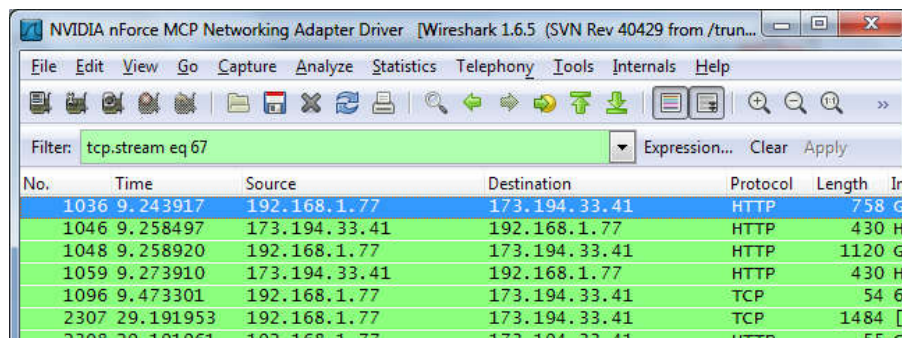 NVIDIA nForce MCP Networking Adapter Driver [Wireshark 1.6.5 (SVN Rev 40429 from /trun...
File Edit View Go Capture Analyze Statistics Telephony Tools Internals Help
Filter: tcp.stream eq 67 Expression... Clear Apply
No. Time Source Destination Protocol Length
1036 9.243917 192.168.1.77 173.194.33.41 HTTP 758 G
1046 9.258497 173.194.33.41 192.168.1.77 HTTP 430 H
1048 9.258920 192.168.1.77 173.194.33.41 HTTP 1120 G
1059 9.273910 173.194.33.41 192.168.1.77 HTTP 430 H
1096 9.473301 192.168.1.77 173.194.33.41 TCP 54 6
2307 29.191953 192.168.1.77 173.194.33.41 TCP 1484 [